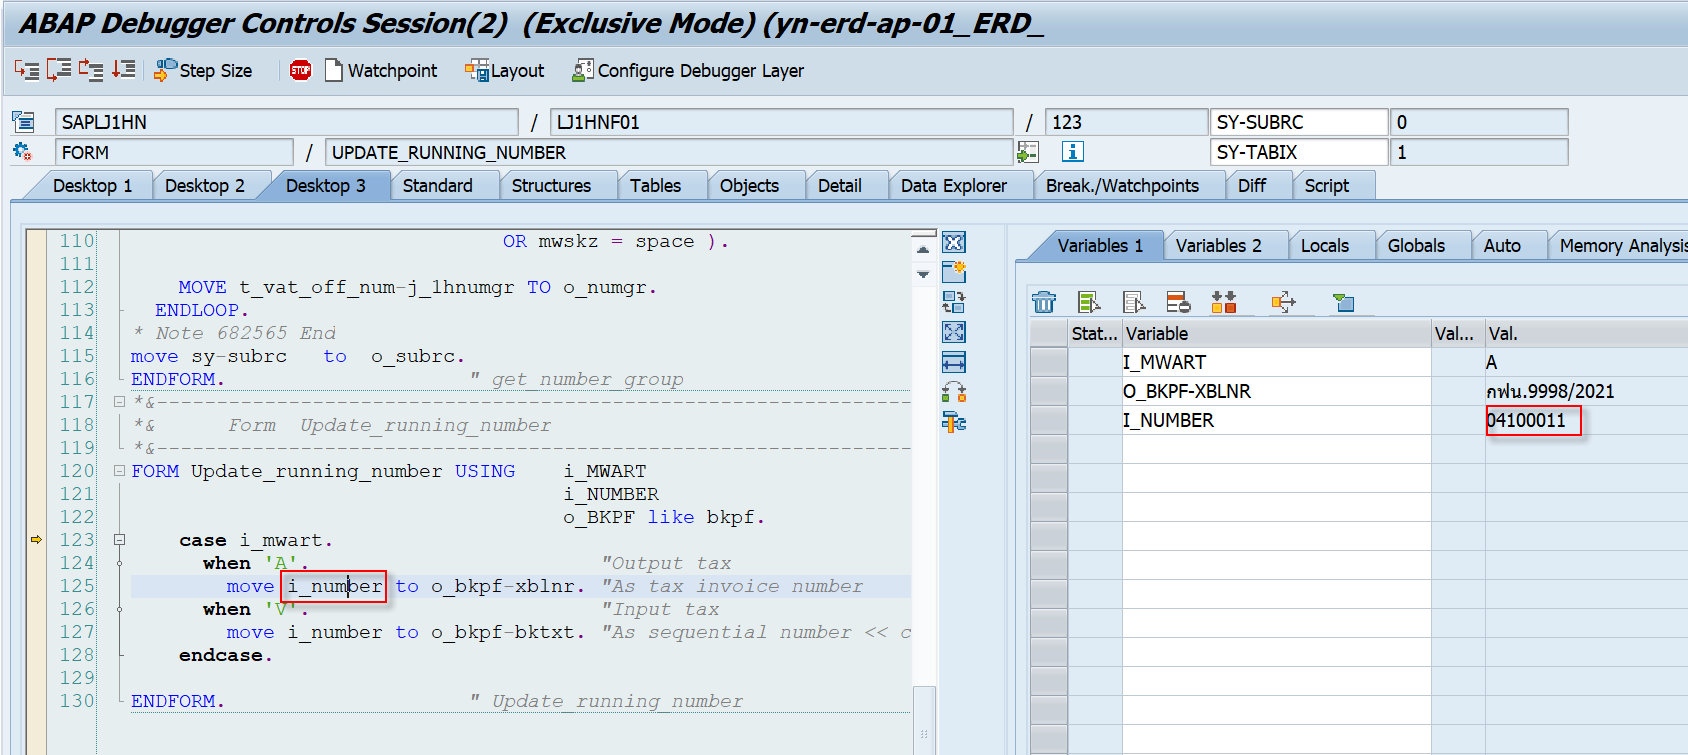 ABAP Debugger Controls Session(2) (Exclusive Mode) (yn-erd-ap-01_ERD_
Step Size STOP Watchpoint Layout Configure Debugger Layer
SAPLJ1HN / LJ1HNF01 / 123 SY-SUBRC 0
FORM / UPDATE_RUNNING_NUMBER SY-TABIX 1
Desktop 1 Desktop 2 Desktop 3 Standard Structures Tables Objects Detail Data Explorer Break./Watchpoints Diff Script
110 OR mwskz = space ).
111
112 MOVE t_vat_off_num-j_1hnumgr TO o_numgr.
113 ENDLOOP.
114 * Note 682565 End
115 move sy-subrc to o_subrc.
116 ENDFORM. " get_number_group
117 *&-----------------------------------------------------------------
118 *& Form Update_running_number
119 *&-----------------------------------------------------------------
120 FORM Update_running_number USING i_MWART
121 i_NUMBER
122 o_BKPF like bkpf.
123 case i_mwart.
124 when 'A'. "Output tax
125 move i_number to o_bkpf-xblnr. "As tax invoice number
126 when 'V'. "Input tax
127 move i_number to o_bkpf-bktxt. "As sequential number << c
128 endcase.
129
130 ENDFORM. " Update_running_number
Variables 1 Variables 2 Locals Globals Auto Memory Analysis
Stat... Variable Val... Val.
I_MWART A
O_BKPF-XBLNR กฟน.9998/2021
I_NUMBER 04100011